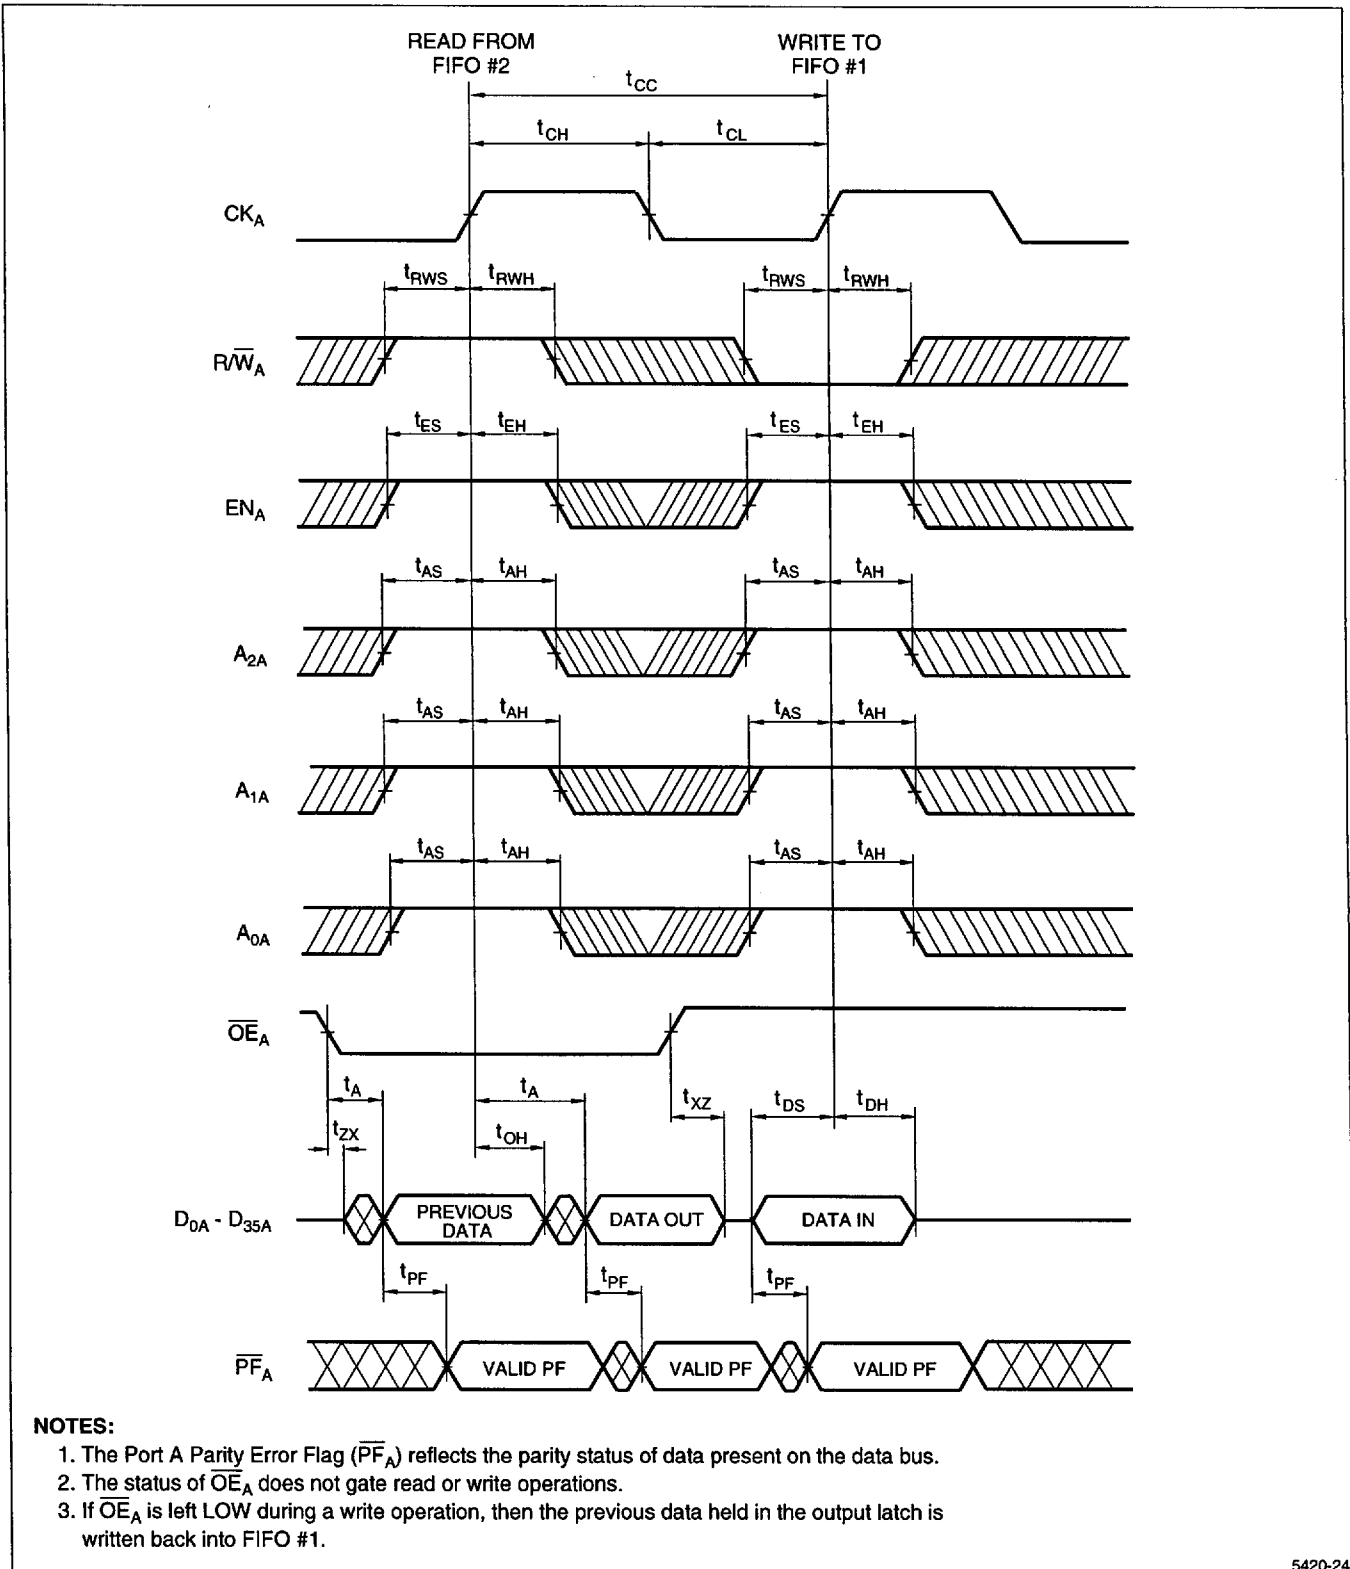 READ FROM
FIFO #2
WRITE TO
FIFO #1
tCC
tCH
tCL
CKA
tRWS
tRWH
tRWS
tRWH
R/W̅A
tES
tEH
tES
tEH
ENA
tAS
tAH
tAS
tAH
A2A
tAS
tAH
tAS
tAH
A1A
tAS
tAH
tAS
tAH
A0A
O̅E̅A
tA
tA
tXZ
tDS
tDH
tZX
tOH
D0A - D35A
PREVIOUS
DATA
DATA OUT
DATA IN
tPF
tPF
tPF
P̅F̅A
VALID PF
VALID PF
VALID PF
NOTES:
1. The Port A Parity Error Flag (P̅F̅A) reflects the parity status of data present on the data bus.
2. The status of O̅E̅A does not gate read or write operations.
3. If O̅E̅A is left LOW during a write operation, then the previous data held in the output latch is
written back into FIFO #1.
5420-24